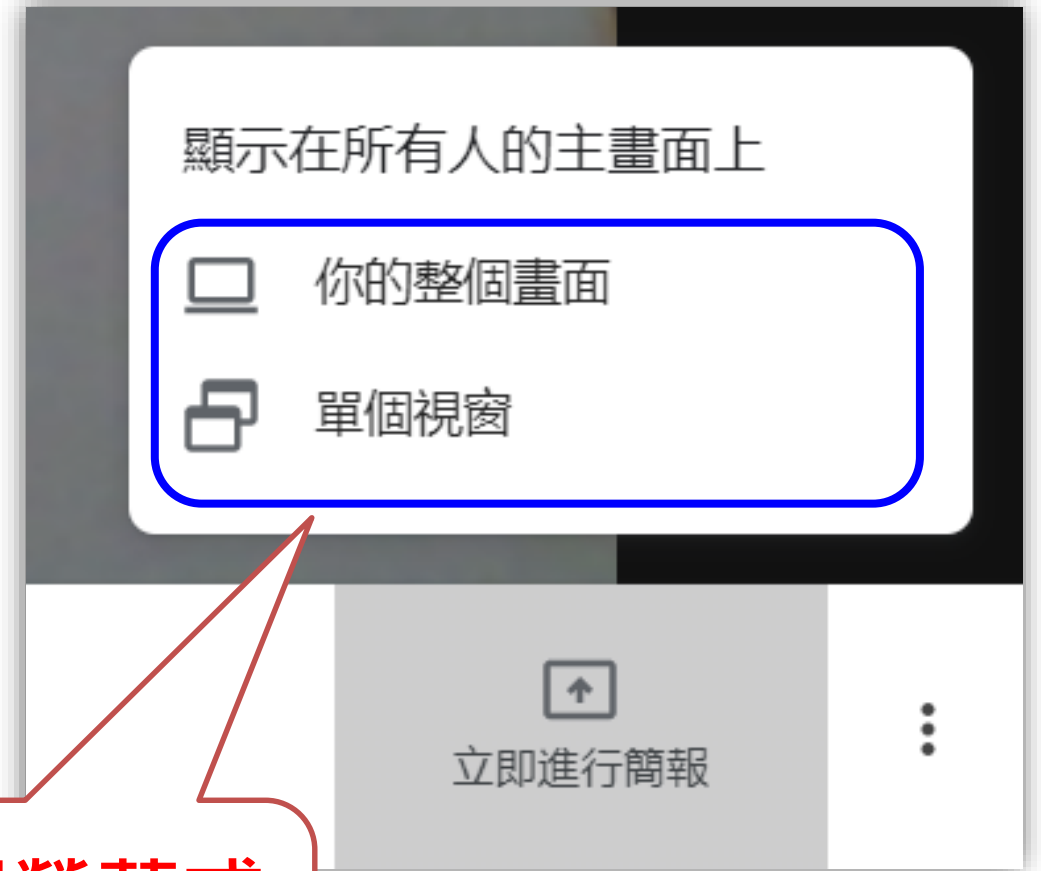 顯示在所有人的主畫面上
你的整個畫面
單個視窗
立即進行簡報